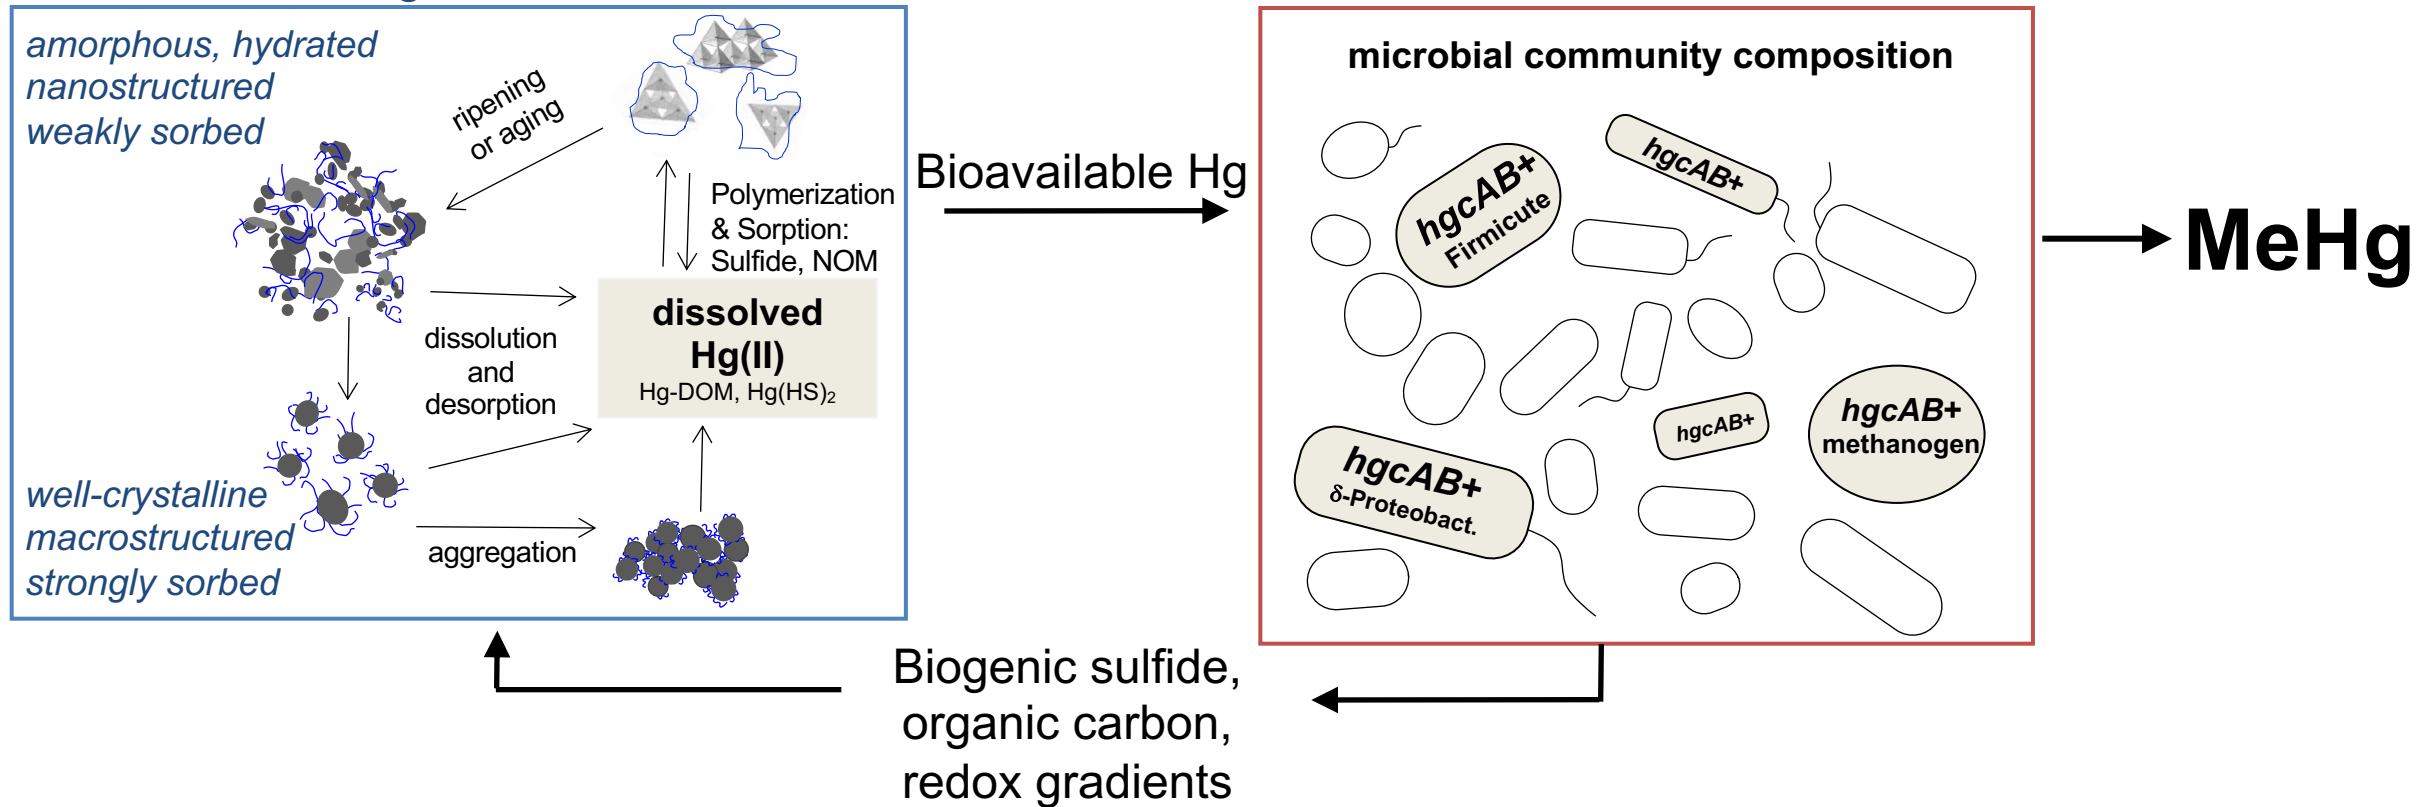 amorphous, hydrated
nanostructured
weakly sorbed
ripening
or aging
Polymerization
& Sorption:
Sulfide, NOM
dissolved
Hg(II)
Hg-DOM, Hg(HS)₂
dissolution
and
desorption
well-crystalline
macrostructured
strongly sorbed
aggregation
Bioavailable Hg
microbial community composition
hgcAB+
Firmicute
hgcAB+
hgcAB+
hgcAB+
methanogen
hgcAB+
δ-Proteobact.
MeHg
Biogenic sulfide,
organic carbon,
redox gradients